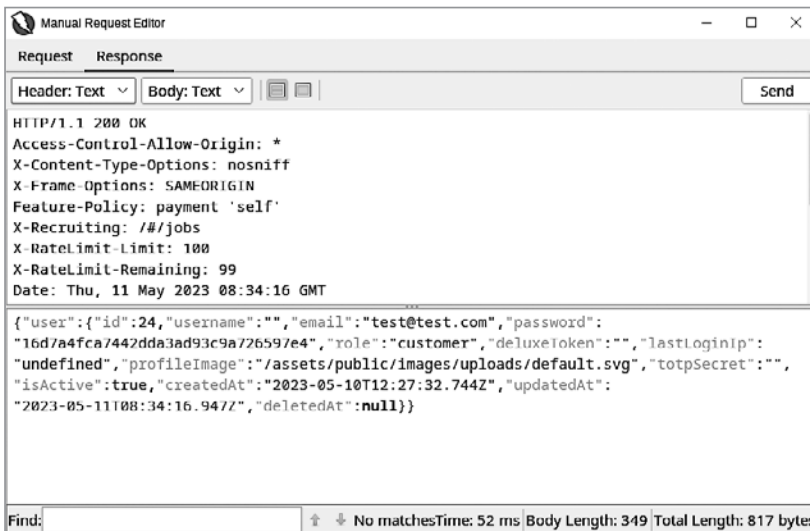 Manual Request Editor
Request Response
Header: Text Body: Text Send
HTTP/1.1 200 OK
Access-Control-Allow-Origin: *
X-Content-Type-Options: nosniff
X-Frame-Options: SAMEORIGIN
Feature-Policy: payment 'self'
X-Recruiting: /#/jobs
X-RateLimit-Limit: 100
X-RateLimit-Remaining: 99
Date: Thu, 11 May 2023 08:34:16 GMT
{"user":{"id":24,"username":"","email":"test@test.com","password":
"16d7a4fca7442dda3ad93c9a726597e4","role":"customer","deluxeToken":"","lastLoginIp":
"undefined","profileImage":"/assets/public/images/uploads/default.svg","totpSecret":"",
"isActive":true,"createdAt":"2023-05-10T12:27:32.744Z","updatedAt":
"2023-05-11T08:34:16.947Z","deletedAt":null}}
Find: No matches Time: 52 ms Body Length: 349 Total Length: 817 bytes